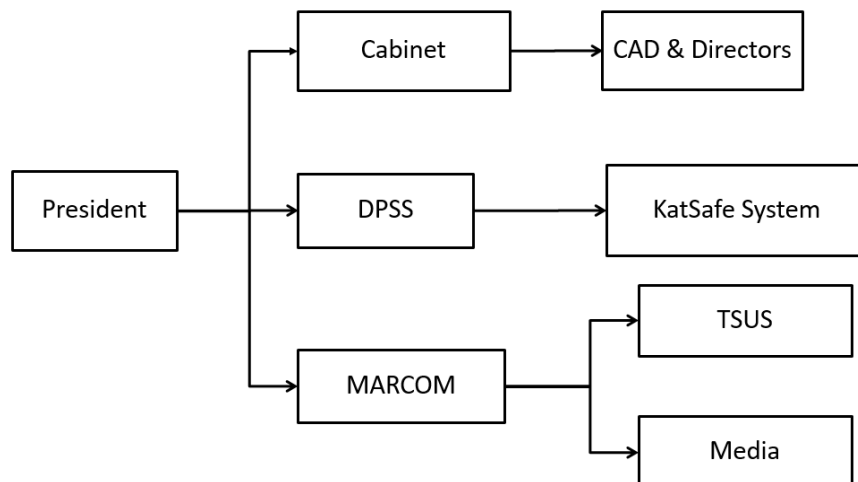 Cabinet
CAD & Directors
President
DPSS
KatSafe System
TSUS
MARCOM
Media